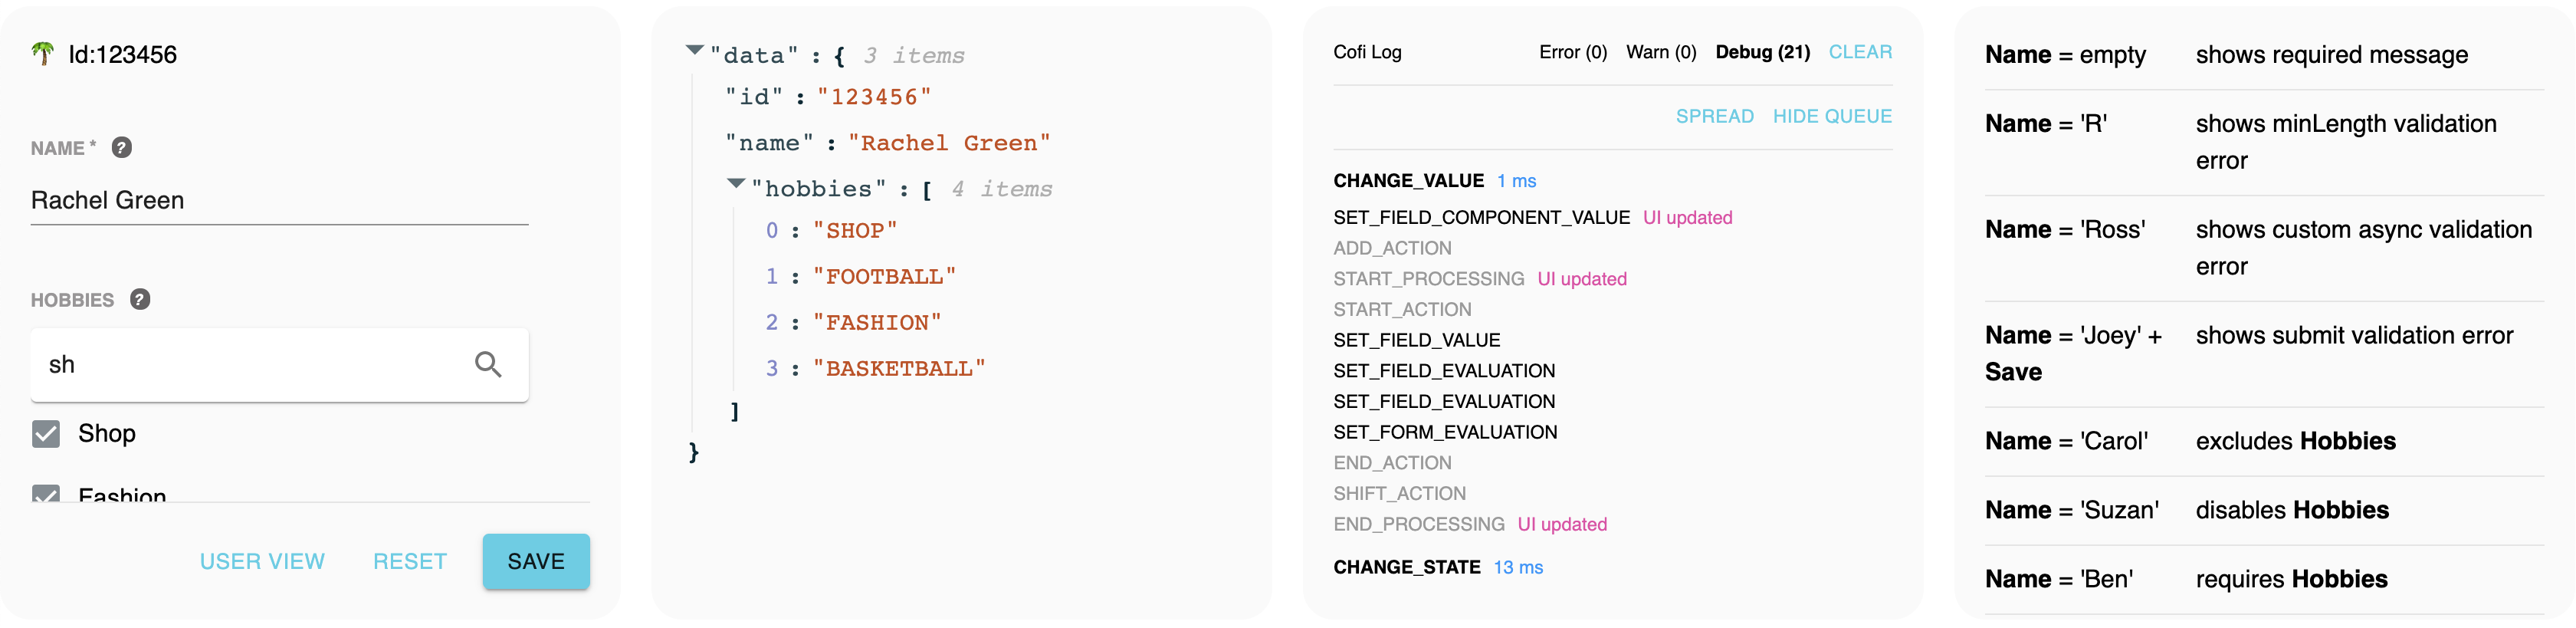 Id:123456
NAME *
Rachel Green
HOBBIES
sh
Shop
Fashion
USER VIEW RESET SAVE
"data" : { 3 items
"id" : "123456"
"name" : "Rachel Green"
"hobbies" : [ 4 items
0 : "SHOP"
1 : "FOOTBALL"
2 : "FASHION"
3 : "BASKETBALL"
]
}
Cofi Log Error (0) Warn (0) Debug (21) CLEAR
SPREAD HIDE QUEUE
CHANGE_VALUE 1 ms
SET_FIELD_COMPONENT_VALUE UI updated
ADD_ACTION
START_PROCESSING UI updated
START_ACTION
SET_FIELD_VALUE
SET_FIELD_EVALUATION
SET_FIELD_EVALUATION
SET_FORM_EVALUATION
END_ACTION
SHIFT_ACTION
END_PROCESSING UI updated
CHANGE_STATE 13 ms
Name = empty shows required message
Name = 'R' shows minLength validation
error
Name = 'Ross' shows custom async validation
error
Name = 'Joey' + shows submit validation error
Save
Name = 'Carol' excludes Hobbies
Name = 'Suzan' disables Hobbies
Name = 'Ben' requires Hobbies